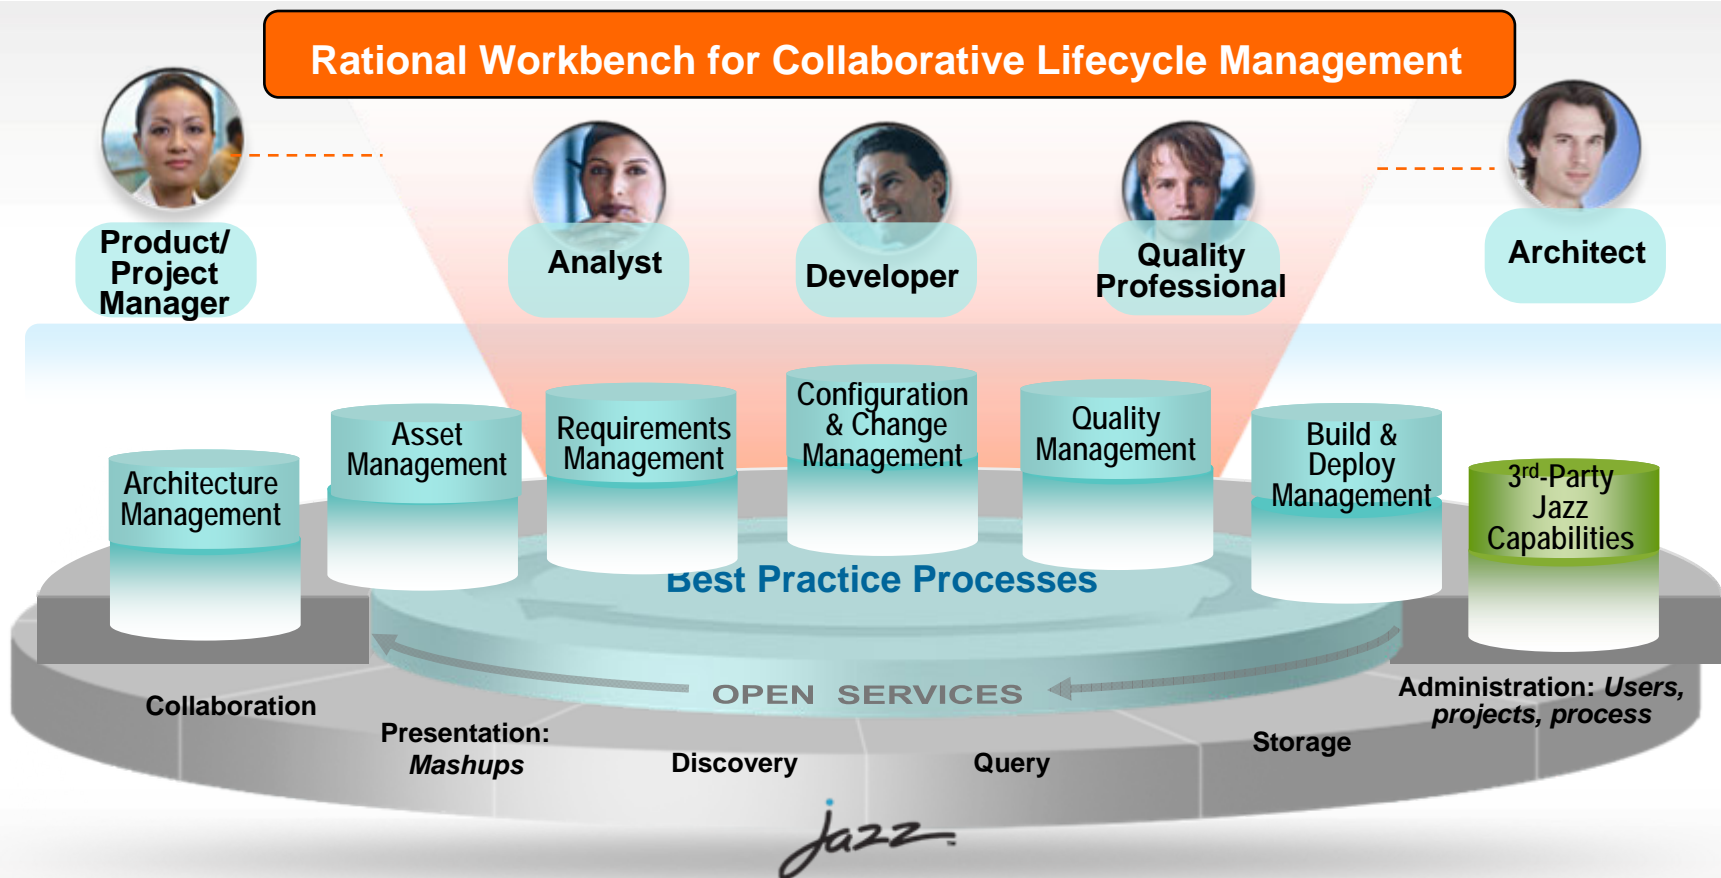 Rational Workbench for Collaborative Lifecycle Management
Product/
Project
Manager
Analyst
Developer
Quality
Professional
Architect
Architecture
Management
Asset
Management
Requirements
Management
Configuration
& Change
Management
Quality
Management
Build &
Deploy
Management
3rd-Party
Jazz
Capabilities
Best Practice Processes
OPEN SERVICES
Collaboration
Presentation:
Mashups
Discovery
Query
Storage
Administration: Users,
projects, process
jazz™